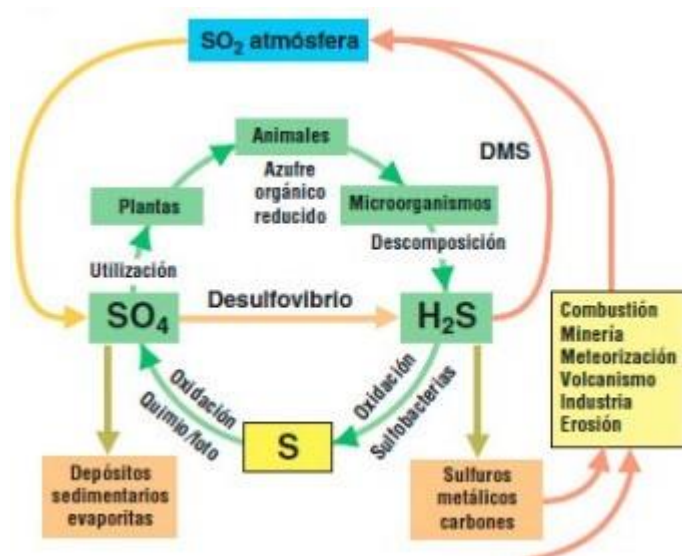 SO₂ atmósfera
Animales
DMS
Azufre
orgánico
reducido
Plantas
Microorganismos
Descomposición
Utilización
Desulfovibrio
SO₄
H₂S
Combustión
Minería
Meteorización
Volcanismo
Industria
Erosión
Oxidación
Quimio/foto
Oxidación
Sulfobacterias
S
Depósitos
sedimentarios
evaporitas
Sulfuros
metálicos
carbones